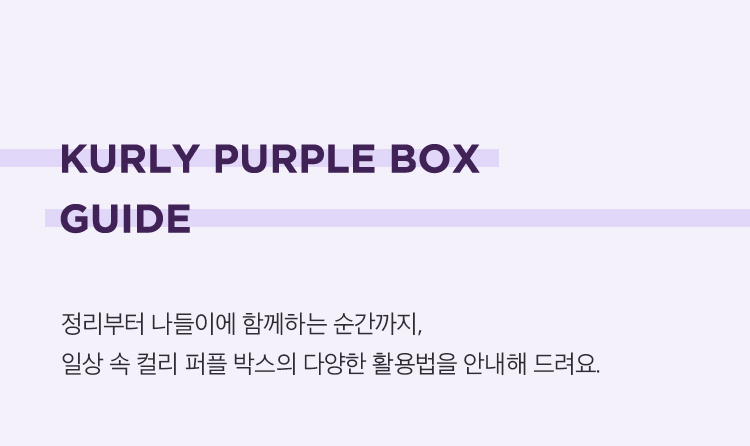 KURLY PURPLE BOX
GUIDE
정리부터 나들이에 함께하는 순간까지,
일상 속 컬리 퍼플 박스의 다양한 활용법을 안내해 드려요.